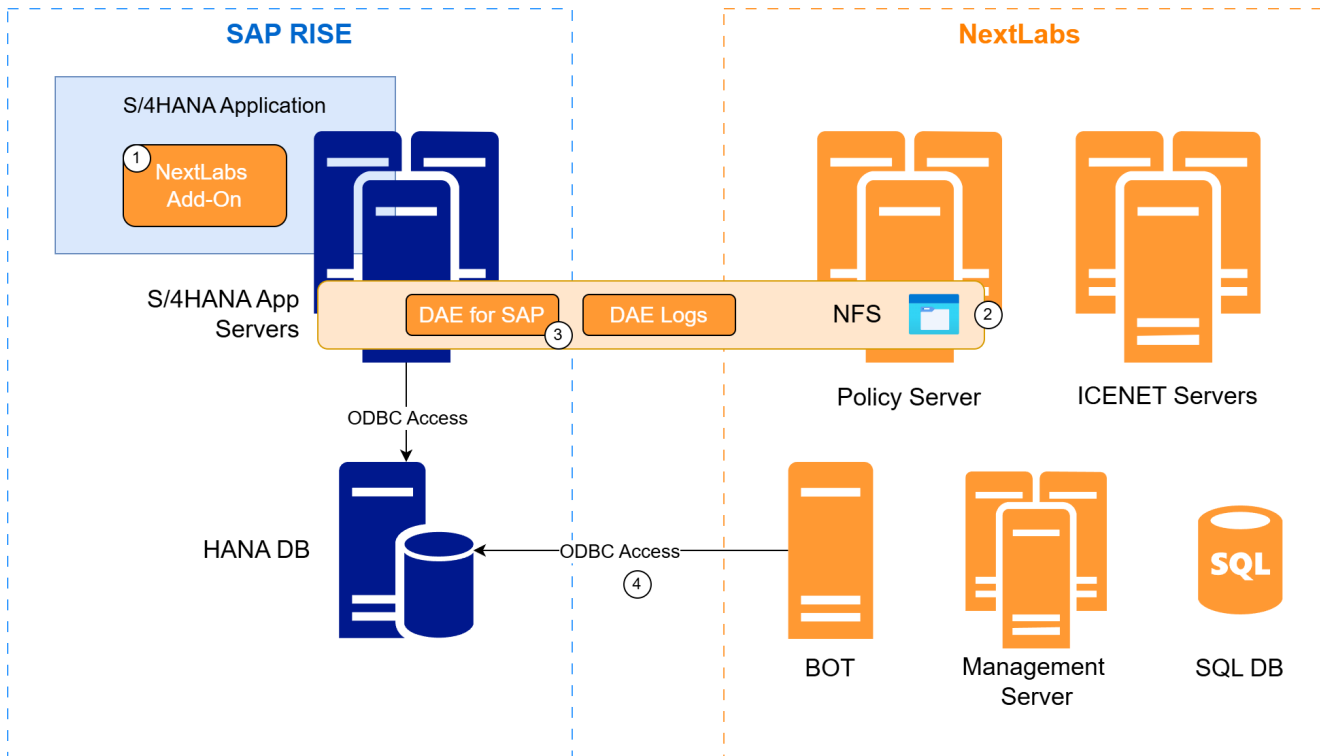 SAP RISE
NextLabs
S/4HANA Application
1
NextLabs
Add-On
S/4HANA App
Servers
DAE for SAP
3
DAE Logs
NFS
2
Policy Server
ICENET Servers
ODBC Access
HANA DB
ODBC Access
4
SQL
BOT
Management
Server
SQL DB